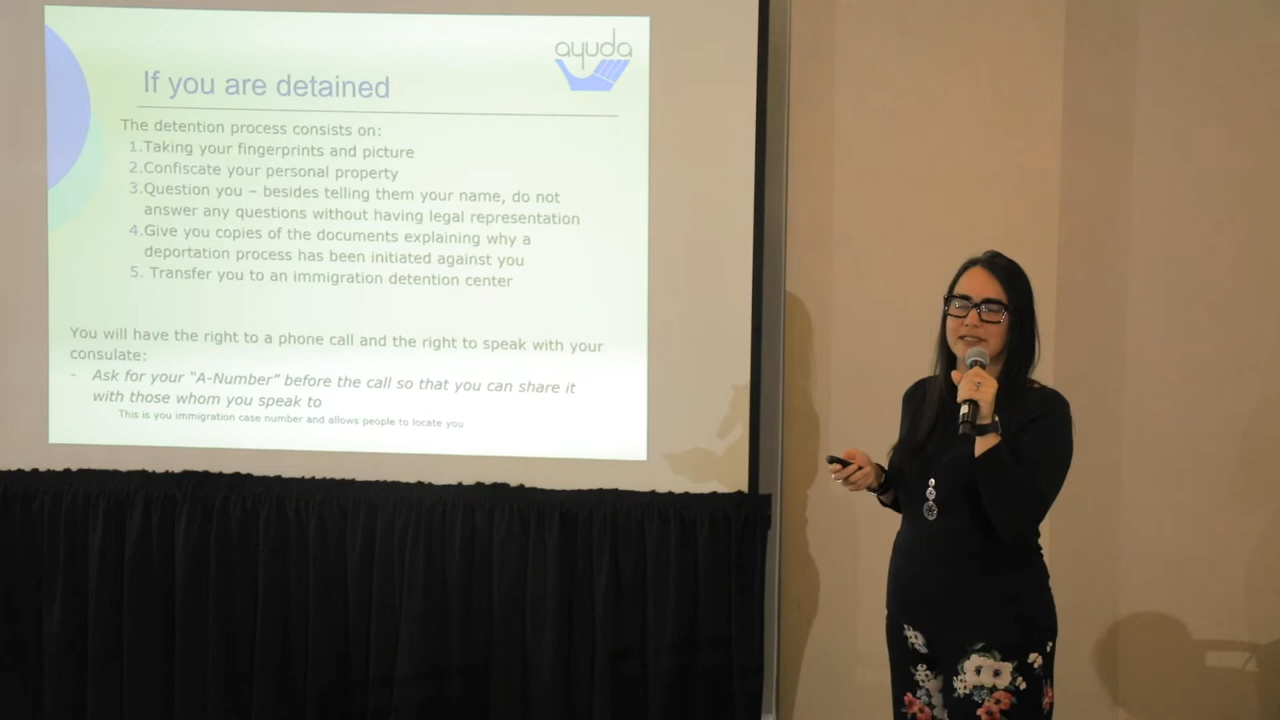 ayuda
If you are detained
The detention process consists on:
1.Taking your fingerprints and picture
2.Confiscate your personal property
3.Question you – besides telling them your name, do not
answer any questions without having legal representation
4.Give you copies of the documents explaining why a
deportation process has been initiated against you
5. Transfer you to an immigration detention center
You will have the right to a phone call and the right to speak with your
consulate:
- Ask for your “A-Number” before the call so that you can share it
with those whom you speak to
This is you immigration case number and allows people to locate you